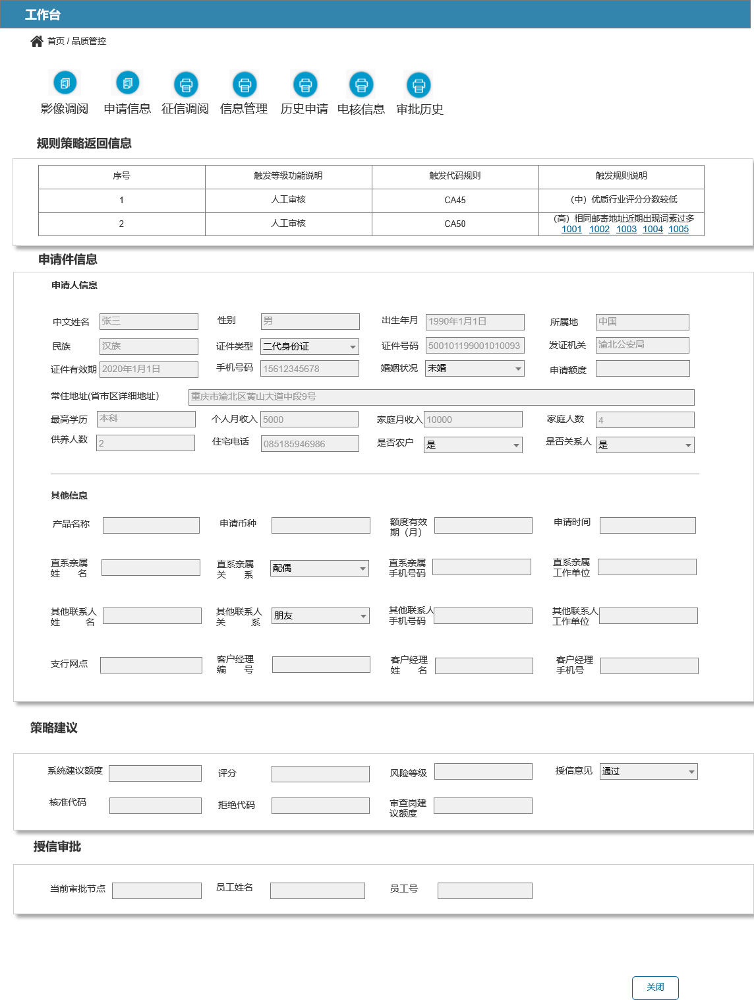 工作台
首页 / 品质管控
影像调阅 申请信息 征信调阅 信息管理 历史申请 电核信息 审批历史
规则策略返回信息
序号 触发等级功能说明 触发代码规则 触发规则说明
1 人工审核 CA45 （中）优质行业评分分数较低
2 人工审核 CA50 （高）相同邮寄地址近期出现词素过多
1001 1002 1003 1004 1005
申请件信息
申请人信息
中文姓名 张三 性别 男 出生年月 1990年1月1日 所属地 中国
民族 汉族 证件类型 二代身份证 证件号码 500101199001010093 发证机关 渝北公安局
证件有效期 2020年1月1日 手机号码 15612345678 婚姻状况 未婚 申请额度
常住地址(省市区详细地址） 重庆市渝北区黄山大道中段9号
最高学历 本科 个人月收入 5000 家庭月收入 10000 家庭人数 4
供养人数 2 住宅电话 085185946986 是否农户 是 是否关系人 是
其他信息
产品名称 申请币种 额度有效期（月） 申请时间
直系亲属姓 名 直系亲属关 系 配偶 直系亲属手机号码 直系亲属工作单位
其他联系人姓 名 其他联系人关 系 朋友 其他联系人手机号码 其他联系人工作单位
支行网点 客户经理编 号 客户经理姓 名 客户经理手机号
策略建议
系统建议额度 评分 风险等级 授信意见 通过
核准代码 拒绝代码 审查岗建议额度
授信审批
当前审批节点 员工姓名 员工号
关闭